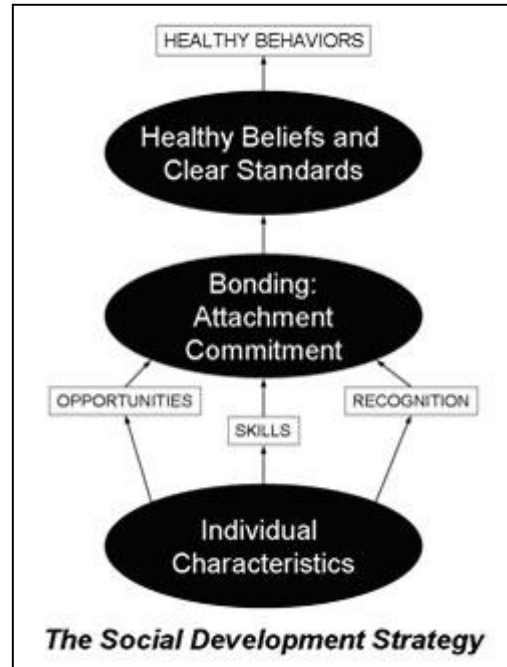 HEALTHY BEHAVIORS
Healthy Beliefs and
Clear Standards
Bonding:
Attachment
Commitment
OPPORTUNITIES
SKILLS
RECOGNITION
Individual
Characteristics
The Social Development Strategy